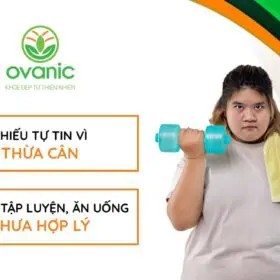 ovanic
KHỎE ĐẸP TỪ THIÊN NHIÊN
HIẾU TỰ TIN VÌ
THỪA CÂN
TẬP LUYỆN, ĂN UỐNG
HƯA HỢP LÝ